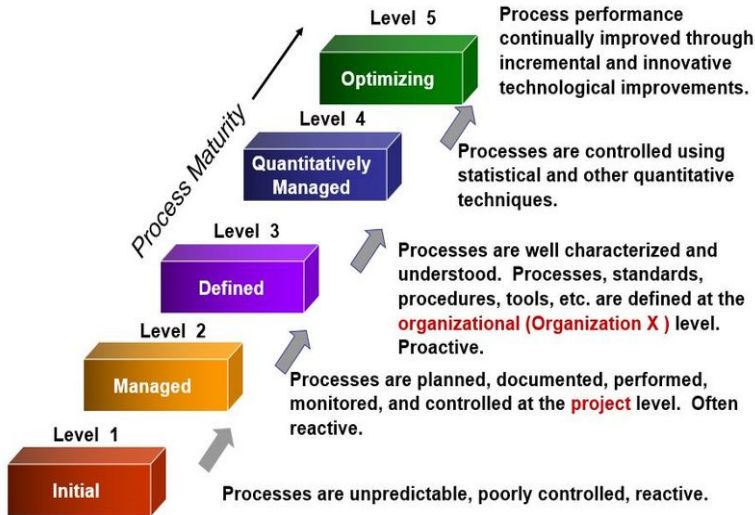 Level 5
Optimizing
Process performance
continually improved through
incremental and innovative
technological improvements.
Process Maturity
Level 4
Quantitatively
Managed
Processes are controlled using
statistical and other quantitative
techniques.
Level 3
Defined
Processes are well characterized and
understood. Processes, standards,
procedures, tools, etc. are defined at the
organizational (Organization X ) level.
Proactive.
Level 2
Managed
Processes are planned, documented, performed,
monitored, and controlled at the project level. Often
reactive.
Level 1
Initial
Processes are unpredictable, poorly controlled, reactive.